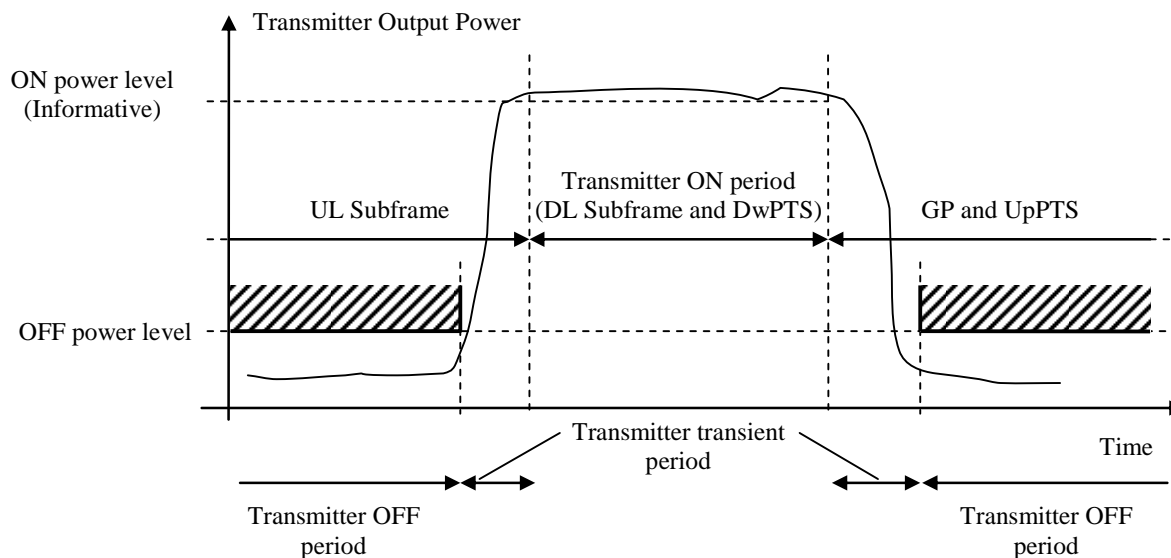 Transmitter Output Power
ON power level
(Informative)
Transmitter ON period
(DL Subframe and DwPTS)
UL Subframe
GP and UpPTS
OFF power level
Transmitter transient
period
Time
Transmitter OFF
period
Transmitter OFF
period